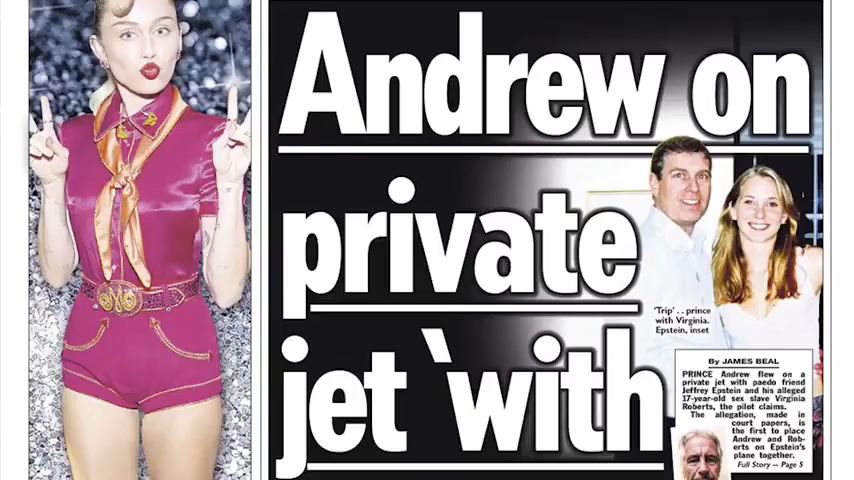 Andrew on
private
jet `with
'Trip' . . prince
with Virginia.
Epstein, inset
By JAMES BEAL
PRINCE Andrew flew on a
private jet with paedo friend
Jeffrey Epstein and his alleged
17-year-old sex slave Virginia
Roberts, the pilot claims.
The allegation, made in
court papers, is
the first to place
Andrew and Rob-
erts on Epstein's
plane together.
Full Story — Page 5